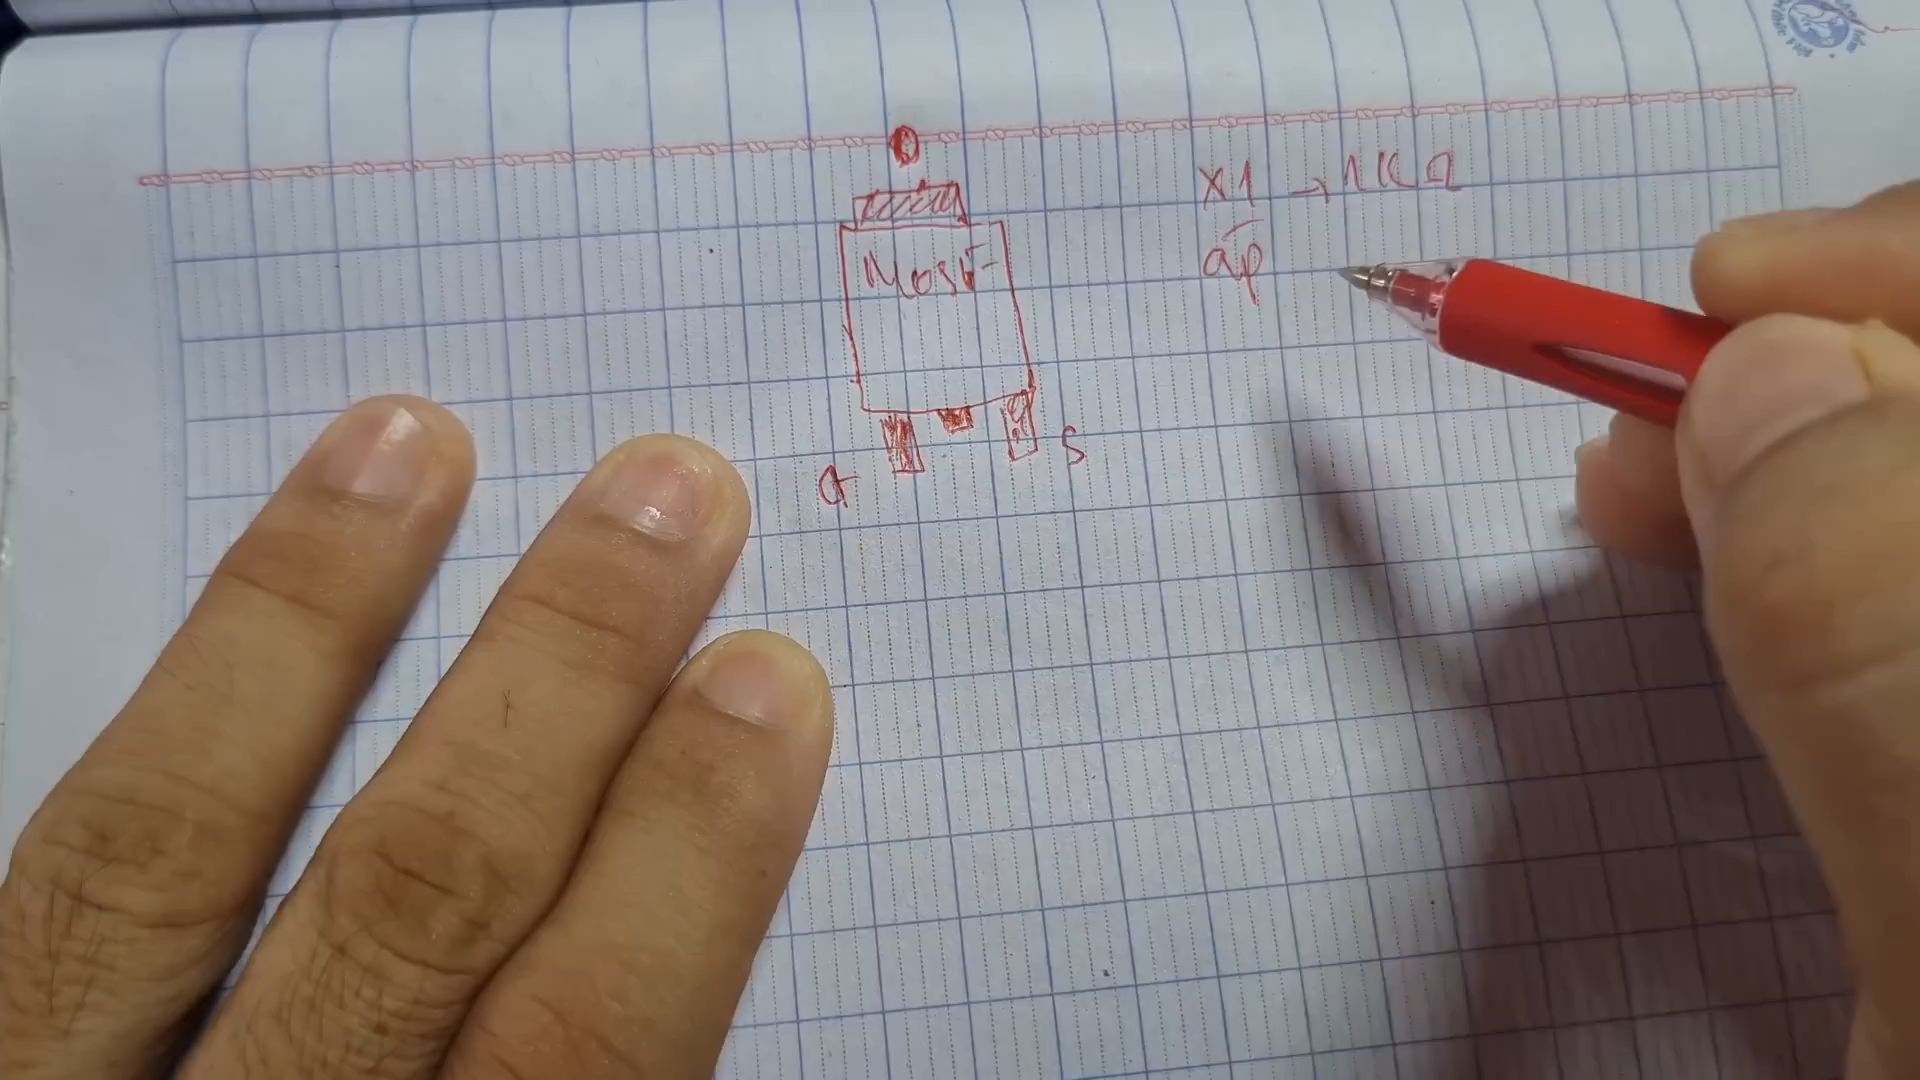 X1 → 1KΩ
áp
Mosf
G
S